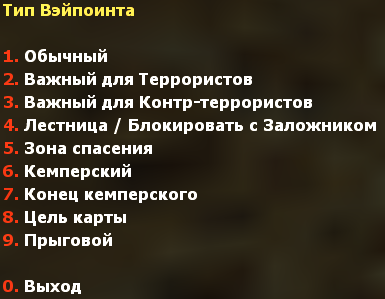 Тип Вэйпоинта
1. Обычный
2. Важный для Террористов
3. Важный для Контр-террористов
4. Лестница / Блокировать с Заложником
5. Зона спасения
6. Кемперский
7. Конец кемперского
8. Цель карты
9. Прыговой
0. Выход